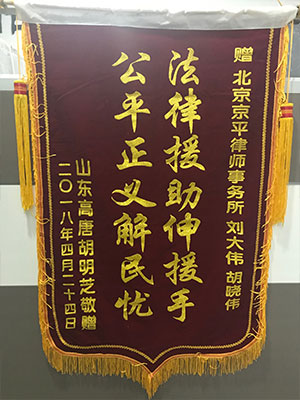 赠 北京京平律师事务所 刘大伟 胡晓伟
法律援助伸援手
公平正义解民忧
山东高唐胡明芝敬赠
二〇一八年四月二十四日